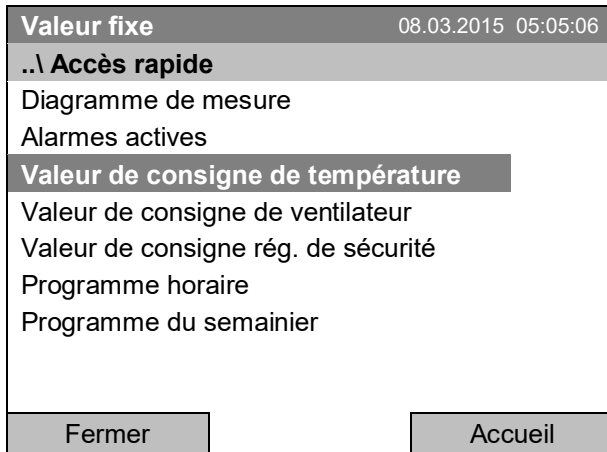 Valeur fixe 08.03.2015 05:05:06
..\ Accès rapide
Diagramme de mesure
Alarmes actives
Valeur de consigne de température
Valeur de consigne de ventilateur
Valeur de consigne rég. de sécurité
Programme horaire
Programme du semainier
Fermer Accueil